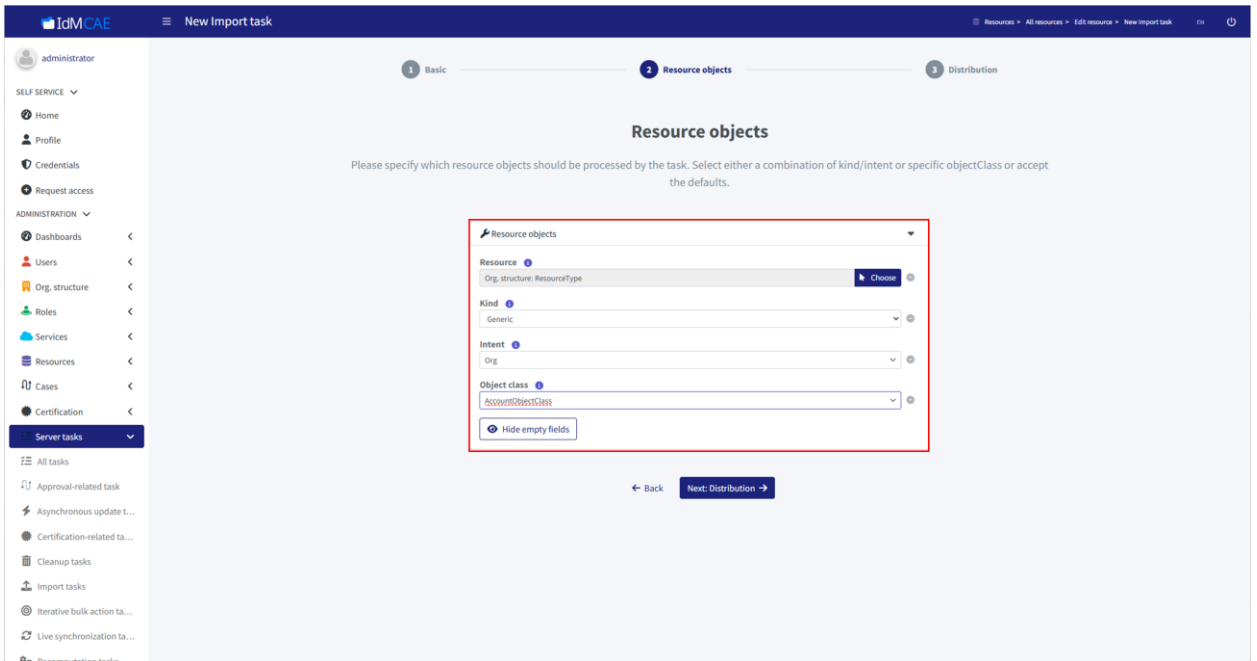 IdMCAE
New Import task
Resources > All resources > Edit resource > New Import task
EN
administrator
SELF SERVICE
Home
Profile
Credentials
Request access
ADMINISTRATION
Dashboards
Users
Org. structure
Roles
Services
Resources
Cases
Certification
Server tasks
All tasks
Approval-related task
Asynchronous update t...
Certification-related ta...
Cleanup tasks
Import tasks
Iterative bulk action ta...
Live synchronization ta...
Recomputation tasks
1 Basic
2 Resource objects
3 Distribution
Resource objects
Please specify which resource objects should be processed by the task. Select either a combination of kind/intent or specific objectClass or accept
the defaults.
Resource objects
Resource
Org. structure: ResourceType
Choose
Kind
Generic
Intent
Org
Object class
AccountObjectClass
Hide empty fields
Back
Next: Distribution